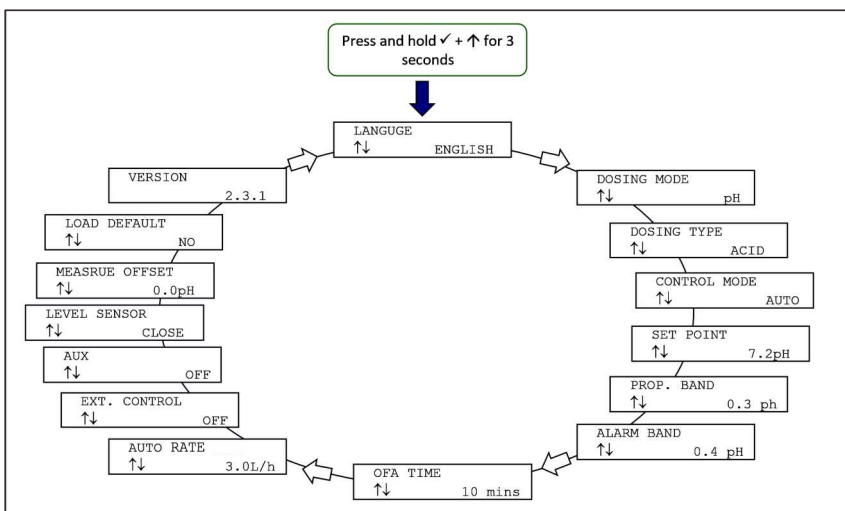 Press and hold ✓ + ↑ for 3
seconds
LANGUGE
↑↓ ENGLISH
DOSING MODE
↑↓ pH
DOSING TYPE
↑↓ ACID
CONTROL MODE
↑↓ AUTO
SET POINT
↑↓ 7.2pH
PROP. BAND
↑↓ 0.3 ph
ALARM BAND
↑↓ 0.4 pH
OFA TIME
↑↓ 10 mins
AUTO RATE
↑↓ 3.0L/h
EXT. CONTROL
↑↓ OFF
AUX
↑↓ OFF
LEVEL SENSOR
↑↓ CLOSE
MEASRUE OFFSET
↑↓ 0.0pH
LOAD DEFAULT
↑↓ NO
VERSION
2.3.1